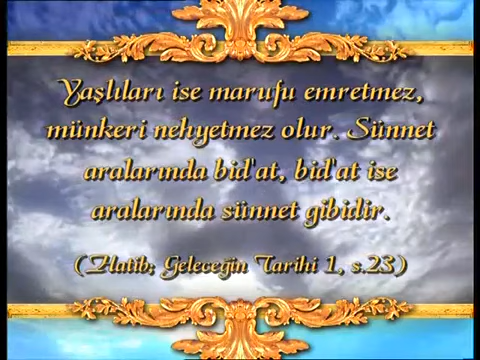 Yaşlıları ise marufu emretmez,
münkeri nehyetmez olur. Sünnet
aralarında bid'at, bid'at ise
aralarında sünnet gibidir.
(Hatib; Geleceğin Tarihi 1, s.23)